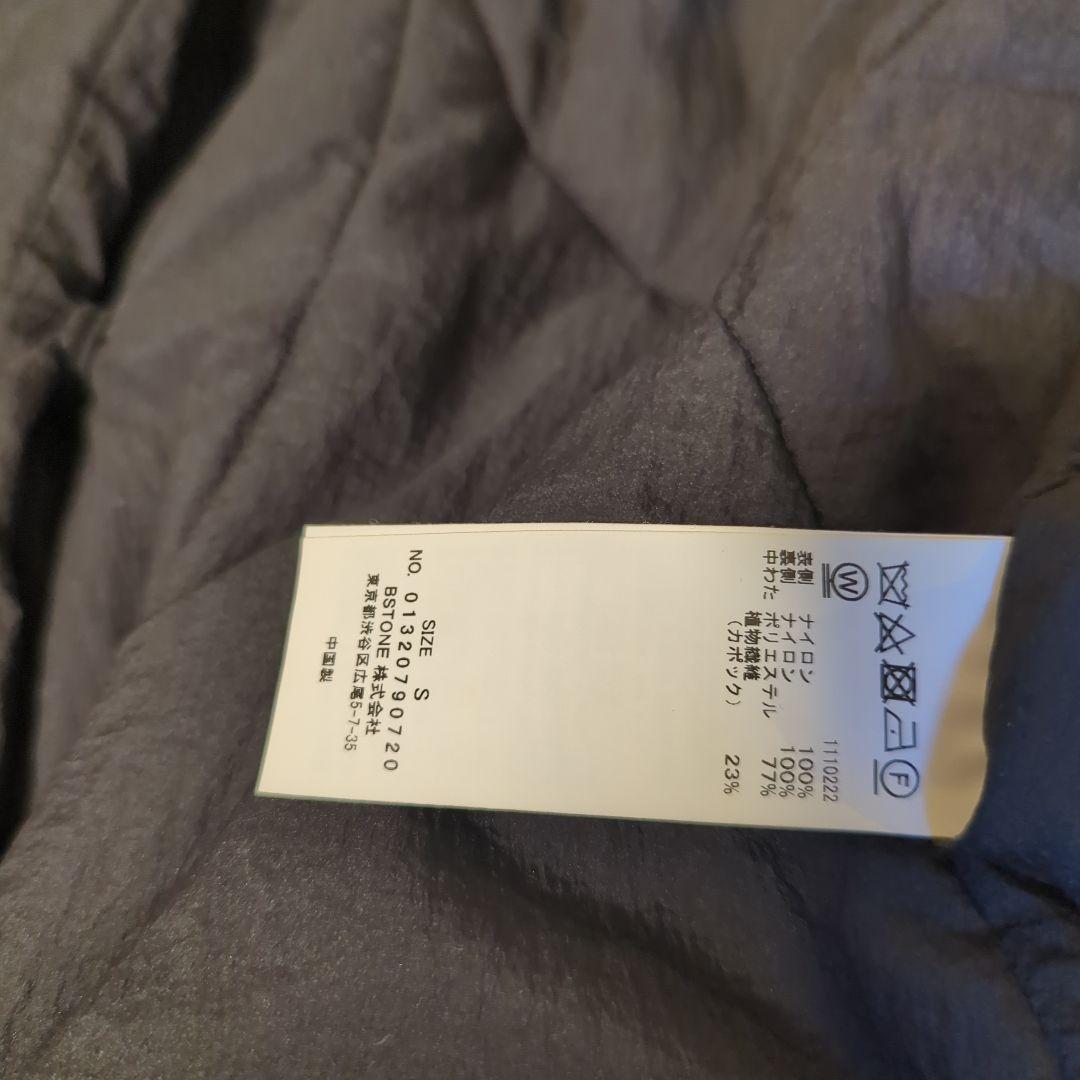 F
W
1110222
表側 ナイロン 100%
裏側 ナイロン 100%
中わた ポリエステル 77%
植物繊維 23%
(カポック)
SIZE S
NO. 01320790720
BSTONE 株式会社
東京都渋谷区広尾5-7-35
中国製